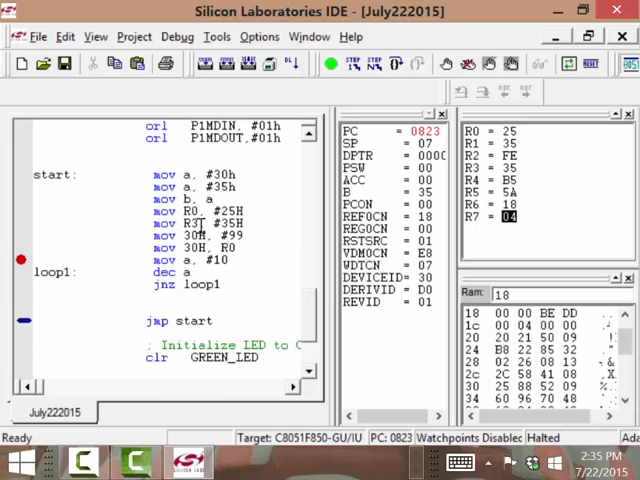 Silicon Laboratories IDE - [July222015]
File Edit View Project Debug Tools Options Window Help
orl P1MDIN, #01h
orl P1MDOUT,#01h
start: mov a, #30h
mov a, #35h
mov b, a
mov R0, #25H
mov R3, #35H
mov 30H, #99
mov 30H, R0
mov a, #10
loop1: dec a
jnz loop1
jmp start
; Initialize LED to
clr GREEN_LED
July222015
PC = 0823
SP = 07
DPTR = 0000
PSW = 00
ACC = 00
B = 35
PCON = 00
REF0CN = 18
REG0CN = 00
RSTSRC = 01
VDM0CN = E8
WDTCN = 07
DEVICEID = 30
DERIVID = D0
REVID = 01
R0 = 25
R1 = 35
R2 = FE
R3 = 35
R4 = B5
R5 = 5A
R6 = 18
R7 = 04
Ram: 18
18 00 00 BE DD
1c 00 04 00 00
20 20 21 50 09
24 B8 22 85 32
28 02 26 08 13
2c 2C 58 41 08
30 25 88 52 09
34 60 96 70 48
Ready Target: C8051F850-GU/IU PC: 0823 Watchpoints Disabled Halted
2:35 PM
7/22/2015